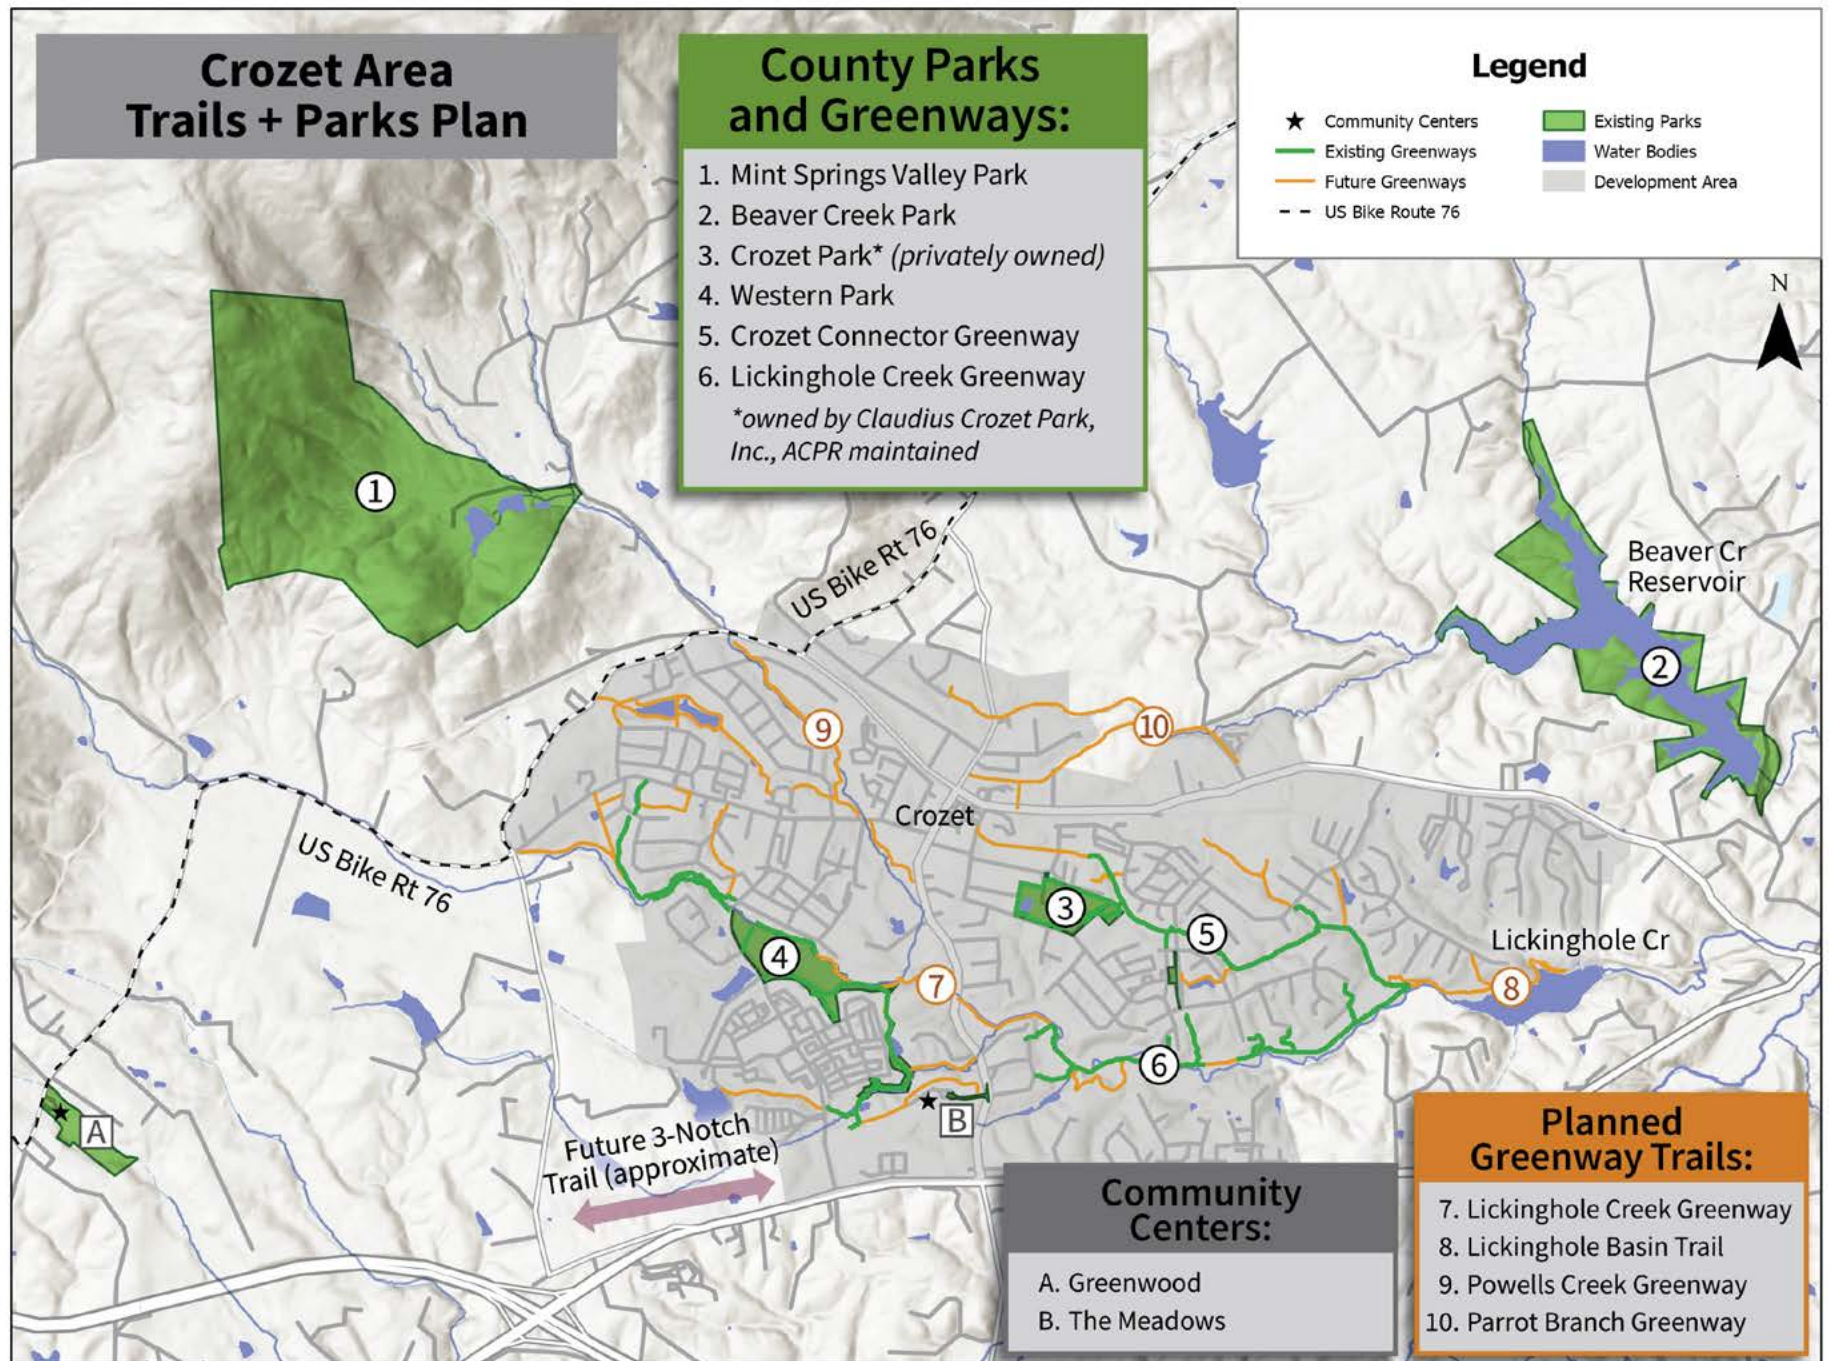 Crozet Area
Trails + Parks Plan
County Parks
and Greenways:
1. Mint Springs Valley Park
2. Beaver Creek Park
3. Crozet Park* (privately owned)
4. Western Park
5. Crozet Connector Greenway
6. Lickinghole Creek Greenway
*owned by Claudius Crozet Park,
Inc., ACPR maintained
Legend
Community Centers
Existing Greenways
Future Greenways
US Bike Route 76
Existing Parks
Water Bodies
Development Area
N
1
US Bike Rt 76
Beaver Cr
Reservoir
2
9
10
Crozet
US Bike Rt 76
3
4
5
Lickinghole Cr
7
8
6
A
B
Future 3-Notch
Trail (approximate)
Community
Centers:
A. Greenwood
B. The Meadows
Planned
Greenway Trails:
7. Lickinghole Creek Greenway
8. Lickinghole Basin Trail
9. Powells Creek Greenway
10. Parrot Branch Greenway